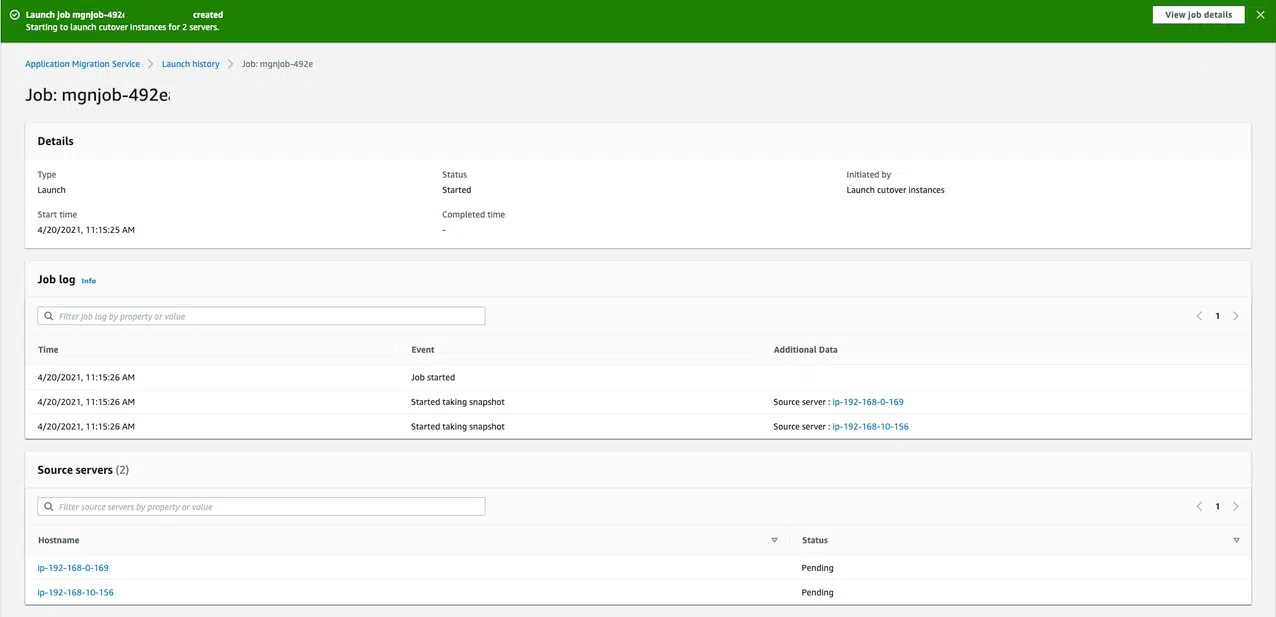 Launch job mgnjob-492 created
View job details
Starting to launch cutover instances for 2 servers.
Application Migration Service > Launch history > Job: mgnjob-492e
Job: mgnjob-492e
Details
Type Status Initiated by
Launch Started Launch cutover instances
Start time Completed time
4/20/2021, 11:15:25 AM -
Job log Info
Filter job log by property or value 1
Time Event Additional Data
4/20/2021, 11:15:26 AM Job started
4/20/2021, 11:15:26 AM Started taking snapshot Source server : ip-192-168-0-169
4/20/2021, 11:15:26 AM Started taking snapshot Source server : ip-192-168-10-156
Source servers (2)
Filter source servers by property or value 1
Hostname Status
ip-192-168-0-169 Pending
ip-192-168-10-156 Pending